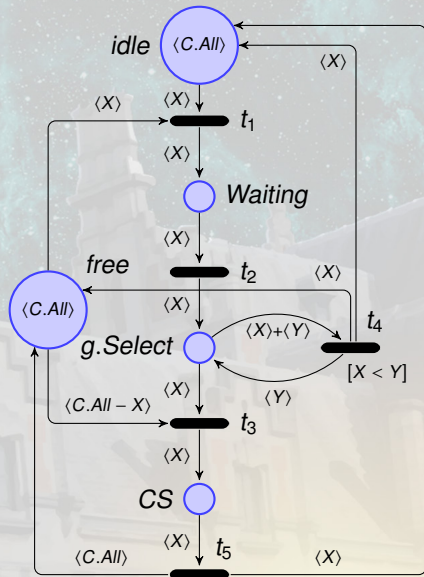 idle
⟨C.All⟩
⟨X⟩
⟨X⟩
⟨X⟩
t1
⟨X⟩
Waiting
⟨X⟩
free
t2
⟨X⟩
⟨X⟩
⟨C.All⟩
t4
⟨X⟩+⟨Y⟩
g.Select
[X < Y]
⟨X⟩
⟨Y⟩
⟨C.All – X⟩
t3
⟨X⟩
CS
⟨C.All⟩
⟨X⟩
t5
⟨X⟩